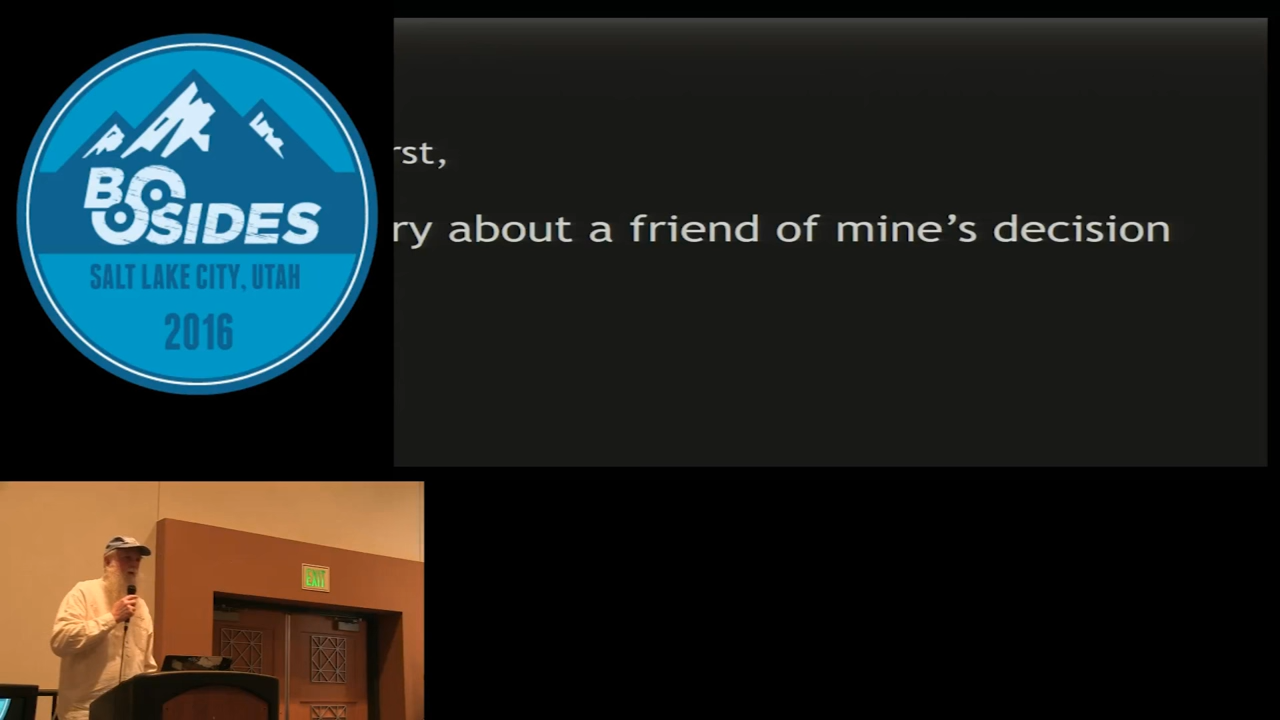 BSIDES
SALT LAKE CITY, UTAH
2016
rst,
ry about a friend of mine’s decision
EXIT